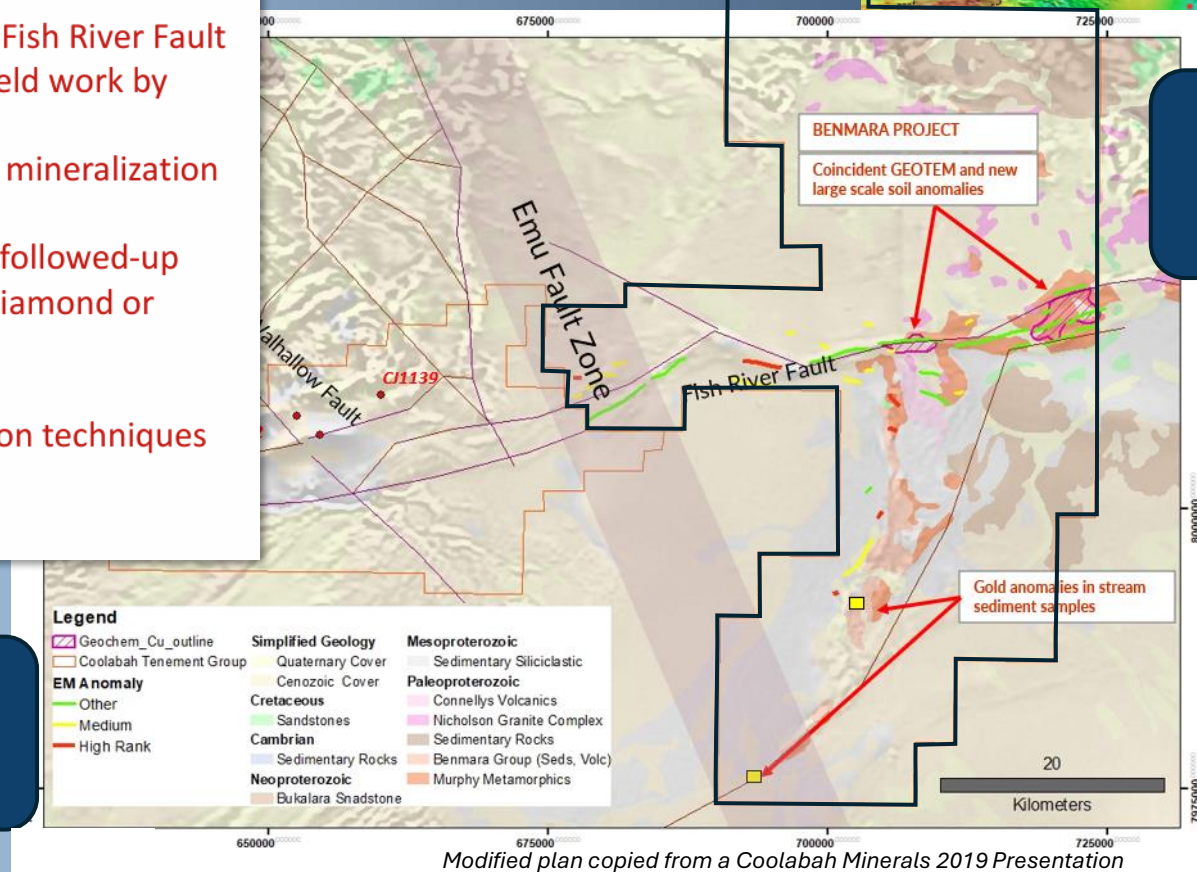 Fish River Fault
eld work by
mineralization
followed-up
iamond or
on techniques
675000
700000
725000
BENMARA PROJECT
Coincident GEOTEM and new
large scale soil anomalies
Emu Fault Zone
Fish River Fault
alhallow Fault
CJ1139
8000000
Gold anomalies in stream
sediment samples
Legend
Geochem_Cu_outline
Coolabah Tenement Group
EM Anomaly
Other
Medium
High Rank
Simplified Geology
Quaternary Cover
Cenozoic Cover
Cretaceous
Sandstones
Cambrian
Sedimentary Rocks
Neoproterozoic
Bukalara Snadstone
Mesoproterozoic
Sedimentary Siliciclastic
Paleoproterozoic
Connellys Volcanics
Nicholson Granite Complex
Sedimentary Rocks
Benmara Group (Seds, Volc)
Murphy Metamorphics
20
Kilometers
7975000
650000
675000
700000
725000
Modified plan copied from a Coolabah Minerals 2019 Presentation